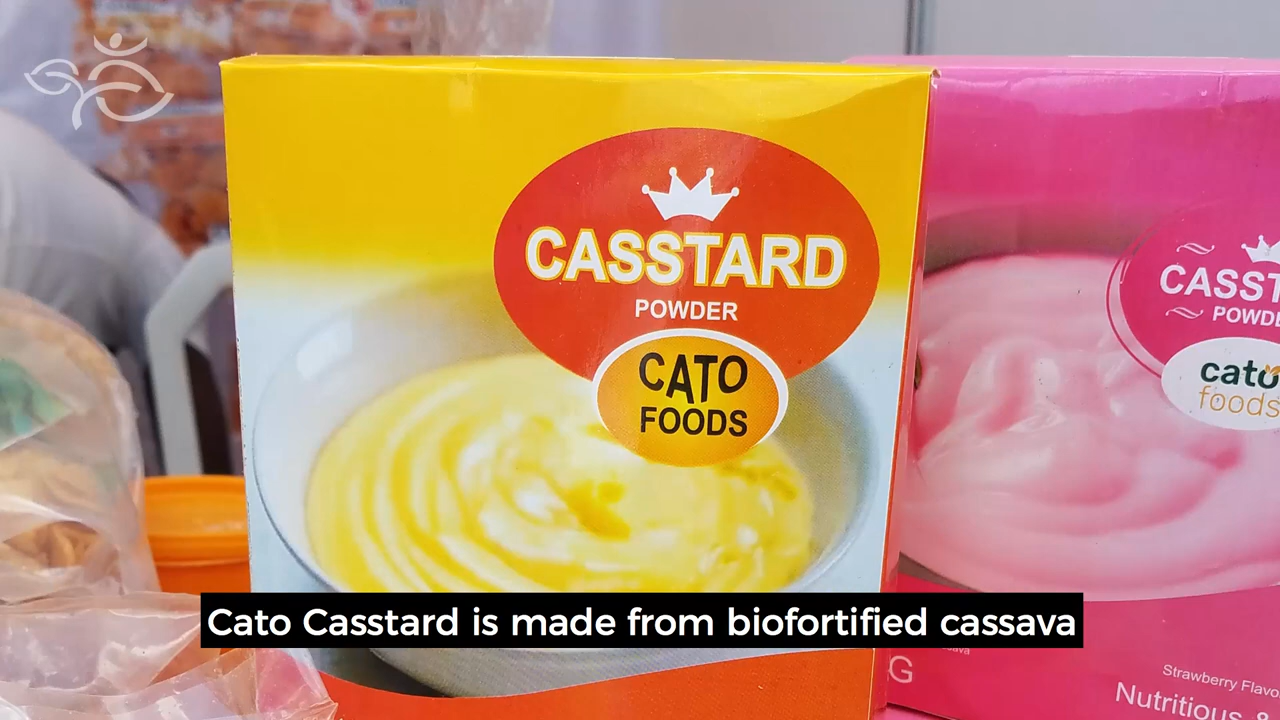 CASSTARD
POWDER
CATO
FOODS
CASST
POWDE
cato
foods
Strawberry Flavo
Nutritious &
G
Cato Casstard is made from biofortified cassava